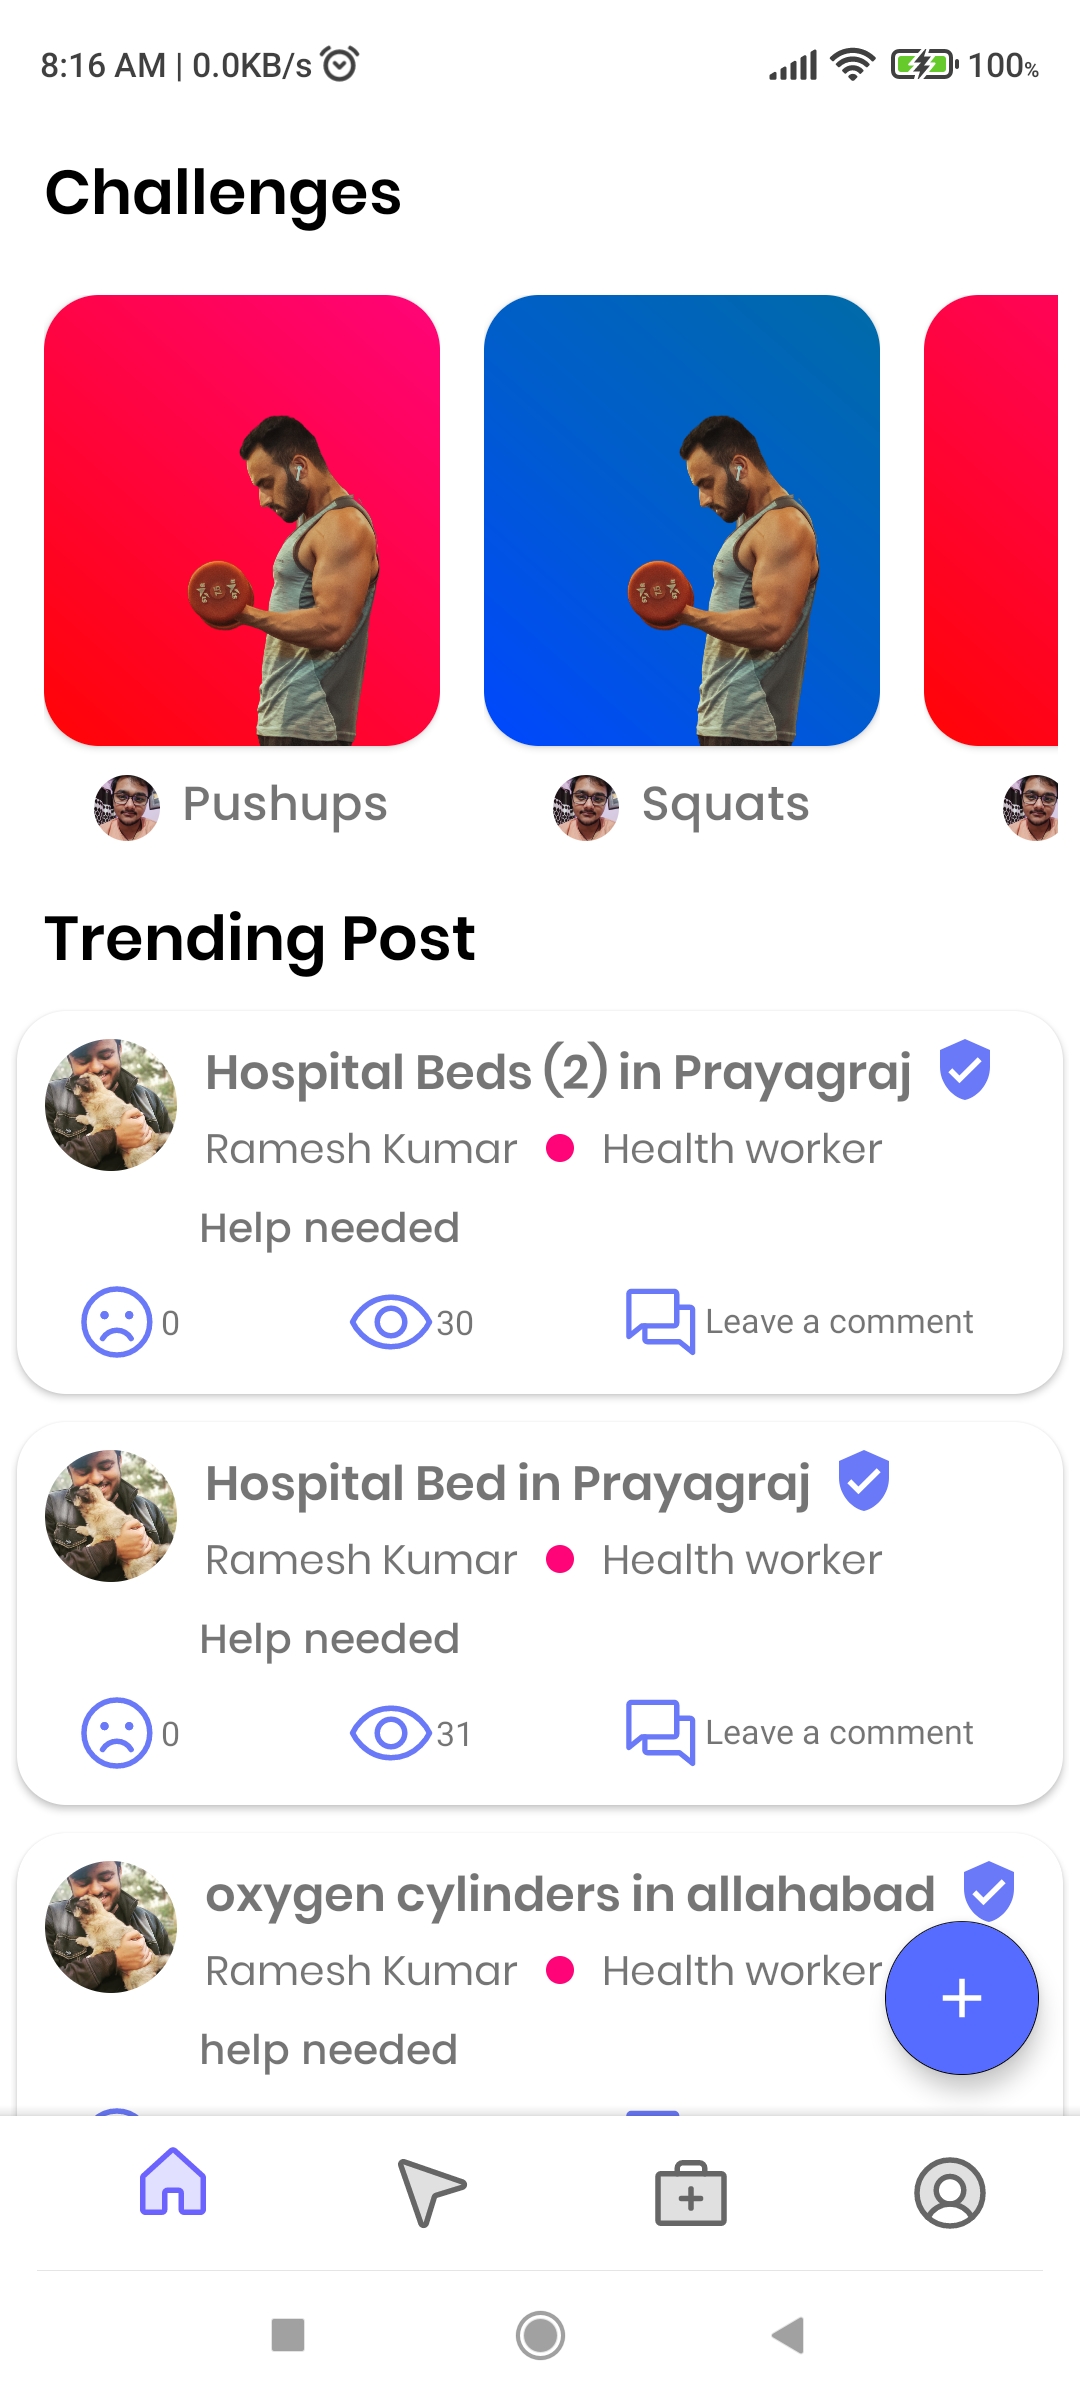 8:16 AM | 0.0KB/s 100%
Challenges
Pushups Squats
Trending Post
Hospital Beds (2) in Prayagraj
Ramesh Kumar Health worker
Help needed
0 30 Leave a comment
Hospital Bed in Prayagraj
Ramesh Kumar Health worker
Help needed
0 31 Leave a comment
oxygen cylinders in allahabad
Ramesh Kumar Health worker
help needed